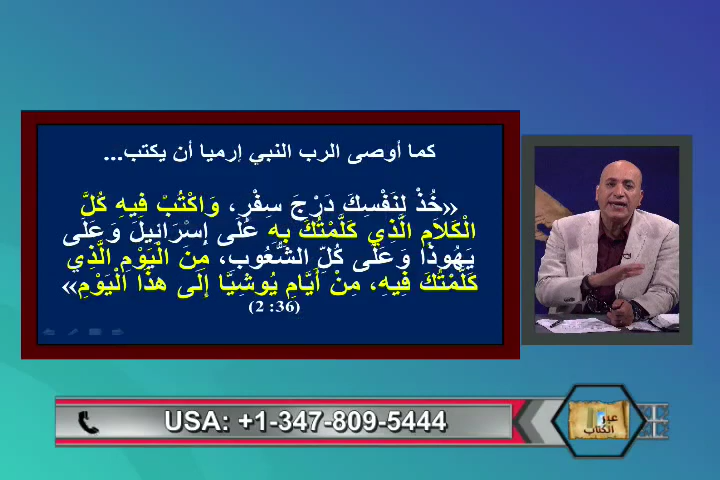 كما أوصى الرب النبي إرميا أن يكتب...
«خُذْ لِنَفْسِكَ دَرْجَ سِفْرٍ، وَاكْتُبْ فِيهِ كُلَّ
الْكَلَامِ الَّذِي كَلَّمْتُكَ بِهِ عَلَى إِسْرَائِيلَ وَعَلَى
يَهُوذَا وَعَلَى كُلِّ الشُّعُوبِ، مِنَ الْيَوْمِ الَّذِي
كَلَّمْتُكَ فِيهِ، مِنْ أَيَّامِ يُوشِيَّا إِلَى هذَا الْيَوْمِ»
(36: 2)
USA: +1-347-809-5444
عبر
الكتاب